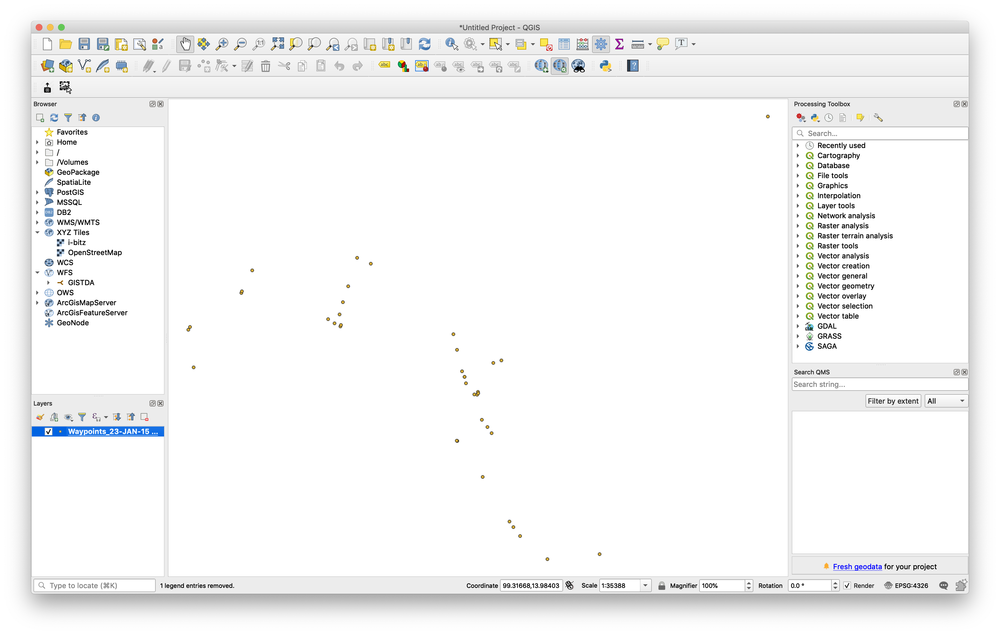 *Untitled Project - QGIS
Browser
Favorites
Home
/
/Volumes
GeoPackage
SpatiaLite
PostGIS
MSSQL
DB2
DB2
WMS/WMTS
XYZ Tiles
i-bitz
OpenStreetMap
WCS
WFS
GISTDA
OWS
ArcGisMapServer
ArcGisFeatureServer
GeoNode
Layers
Waypoints_23-JAN-15 ...
Processing Toolbox
Search...
Recently used
Cartography
Database
File tools
Graphics
Interpolation
Layer tools
Network analysis
Raster analysis
Raster terrain analysis
Raster tools
Vector analysis
Vector creation
Vector general
Vector geometry
Vector overlay
Vector selection
Vector table
GDAL
GDAL
GRASS
SAGA
Search QMS
Search string...
Filter by extent All
Fresh geodata for your project
Type to locate (⌘K) 1 legend entries removed. Coordinate 99.31668,13.98403 Scale 1:35388 Magnifier 100% Rotation 0.0 ° Render EPSG:4326